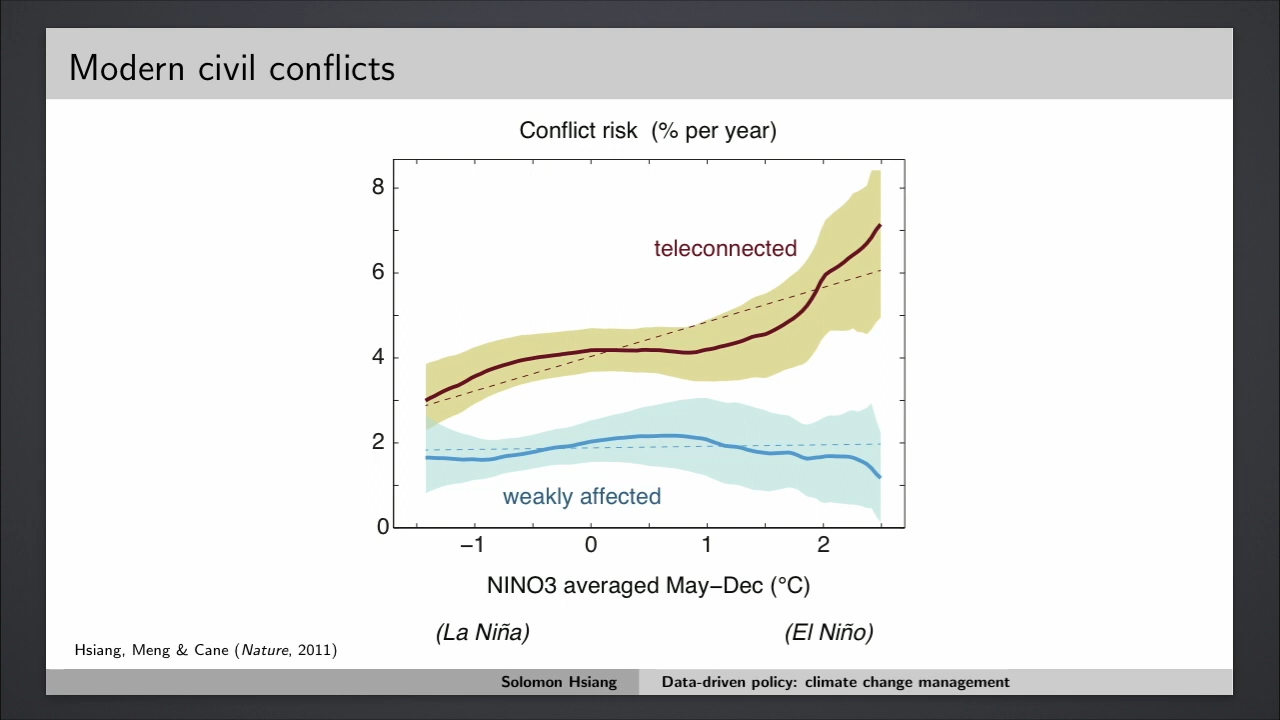 Modern civil conflicts
Conflict risk (% per year)
8
6
4
2
0
teleconnected
weakly affected
−1 0 1 2
NINO3 averaged May−Dec (°C)
(La Niña) (El Niño)
Hsiang, Meng & Cane (Nature, 2011)
Solomon Hsiang Data-driven policy: climate change management